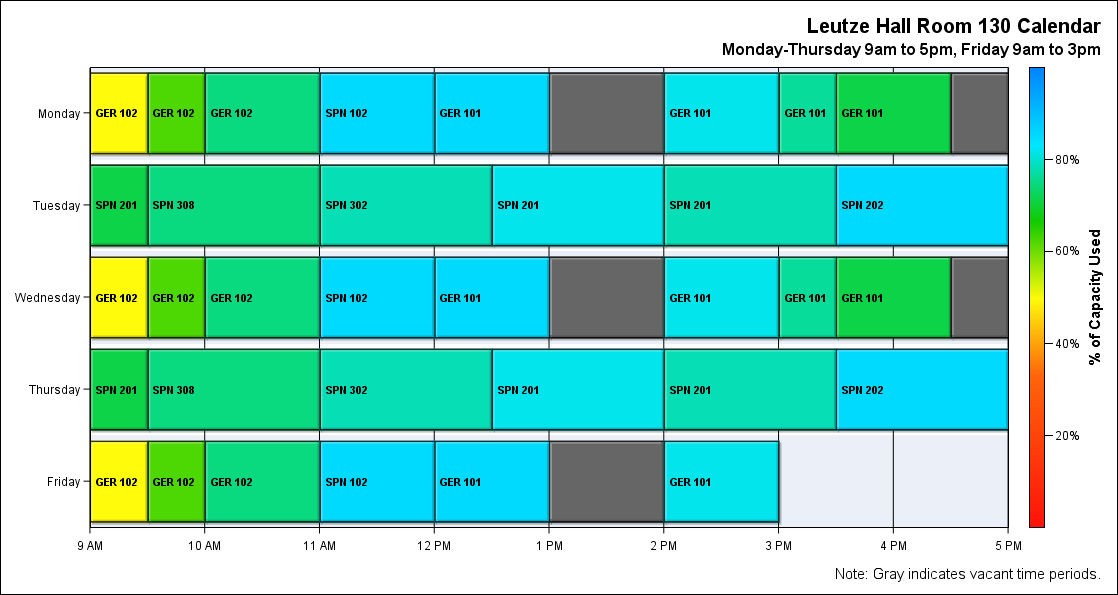 Leutze Hall Room 130 Calendar
Monday-Thursday 9am to 5pm, Friday 9am to 3pm
Monday GER 102 GER 102 GER 102 SPN 102 GER 101 GER 101 GER 101 GER 101
80%
Tuesday SPN 201 SPN 308 SPN 302 SPN 201 SPN 201 SPN 202
60%
Wednesday GER 102 GER 102 GER 102 SPN 102 GER 101 GER 101 GER 101 GER 101
% of Capacity Used
40%
Thursday SPN 201 SPN 308 SPN 302 SPN 201 SPN 201 SPN 202
20%
Friday GER 102 GER 102 GER 102 SPN 102 GER 101 GER 101
9 AM 10 AM 11 AM 12 PM 1 PM 2 PM 3 PM 4 PM 5 PM
Note: Gray indicates vacant time periods.